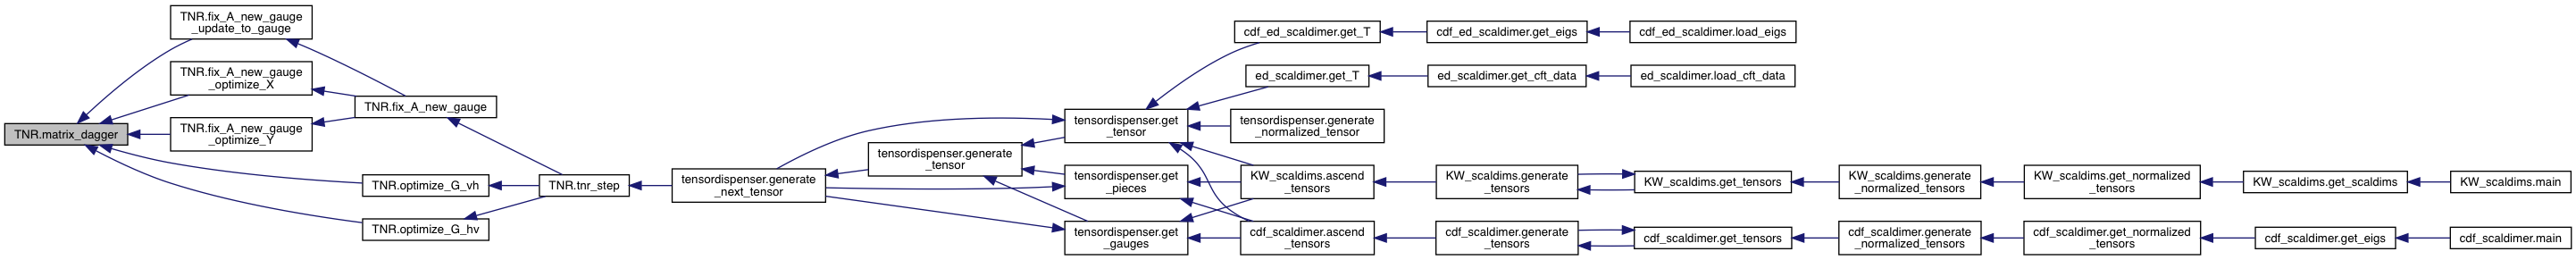 TNR.matrix_dagger
TNR.fix_A_new_gauge
_update_to_gauge
TNR.fix_A_new_gauge
_optimize_X
TNR.fix_A_new_gauge
_optimize_Y
TNR.fix_A_new_gauge
TNR.optimize_G_vh
TNR.optimize_G_hv
TNR.tnr_step
tensordispenser.generate
_next_tensor
tensordispenser.generate
_tensor
tensordispenser.get
_tensor
tensordispenser.get
_pieces
tensordispenser.get
_gauges
cdf_ed_scaldimer.get_T
cdf_ed_scaldimer.get_eigs
cdf_ed_scaldimer.load_eigs
ed_scaldimer.get_T
ed_scaldimer.get_cft_data
ed_scaldimer.load_cft_data
tensordispenser.generate
_normalized_tensor
KW_scaldims.ascend
_tensors
KW_scaldims.generate
_tensors
KW_scaldims.get_tensors
KW_scaldims.generate
_normalized_tensors
KW_scaldims.get_normalized
_tensors
KW_scaldims.get_scaldims
KW_scaldims.main
cdf_scaldimer.ascend
_tensors
cdf_scaldimer.generate
_tensors
cdf_scaldimer.get_tensors
cdf_scaldimer.generate
_normalized_tensors
cdf_scaldimer.get_normalized
_tensors
cdf_scaldimer.get_eigs
cdf_scaldimer.main